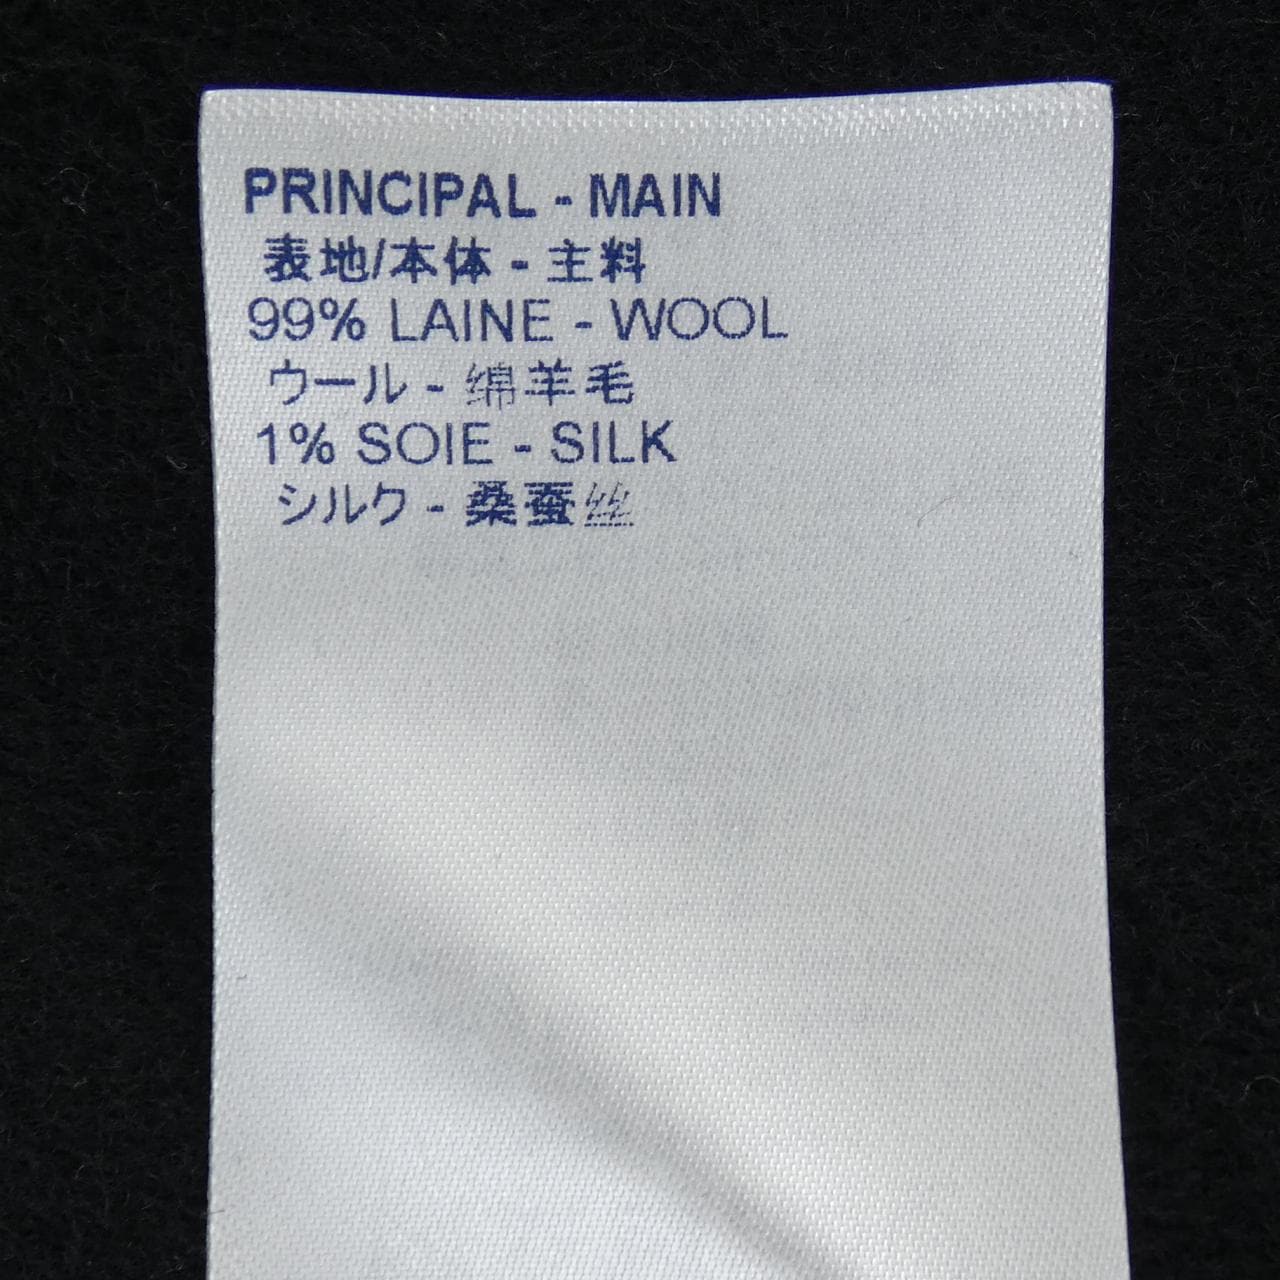 PRINCIPAL - MAIN
表地/本体 - 主料
99% LAINE - WOOL
ウール - 绵羊毛
1% SOIE - SILK
シルク - 桑蚕丝